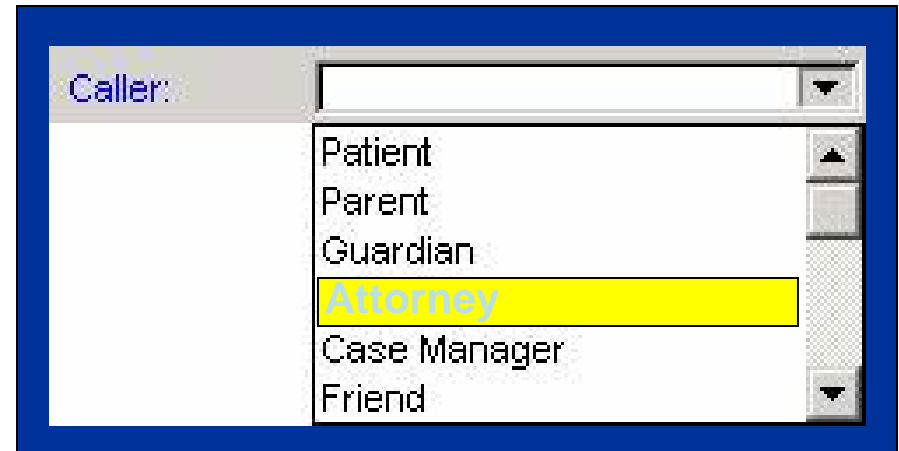 Caller:
Patient
Parent
Guardian
Attorney
Case Manager
Friend